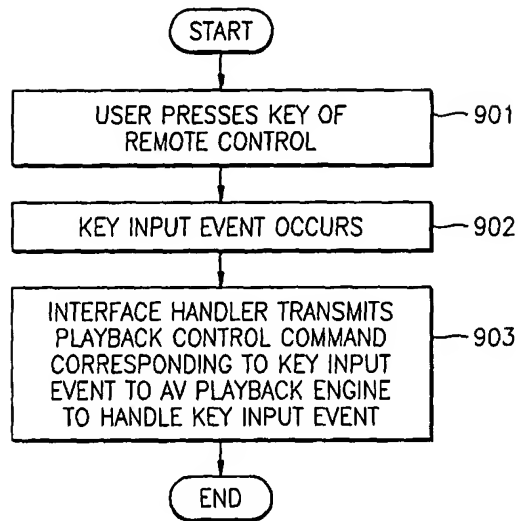 START
USER PRESSES KEY OF
REMOTE CONTROL
901
KEY INPUT EVENT OCCURS
902
INTERFACE HANDLER TRANSMITS
PLAYBACK CONTROL COMMAND
CORRESPONDING TO KEY INPUT
EVENT TO AV PLAYBACK ENGINE
TO HANDLE KEY INPUT EVENT
903
END